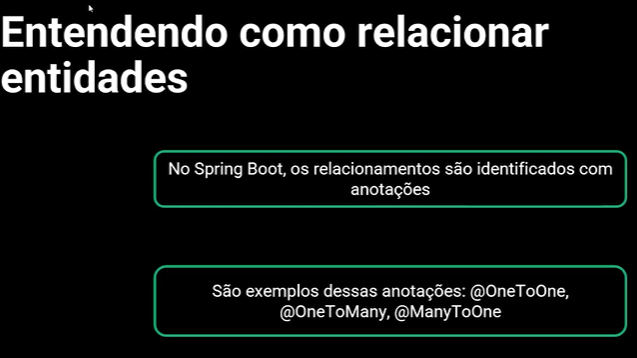 Entendendo como relacionar
entidades
No Spring Boot, os relacionamentos são identificados com
anotações
São exemplos dessas anotações: @OneToOne,
@OneToMany, @ManyToOne